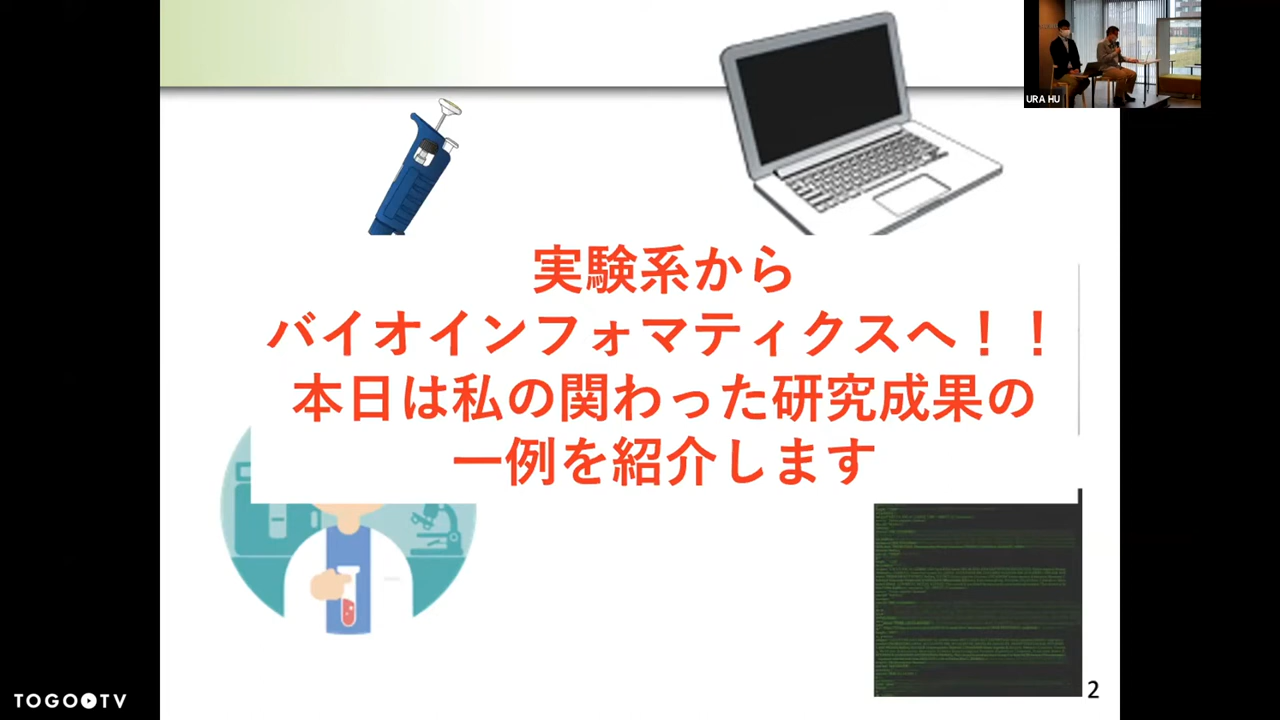 URA HU
実験系から
バイオインフォマティクスへ！！
本日は私の関わった研究成果の
一例を紹介します
2
TOGOTV